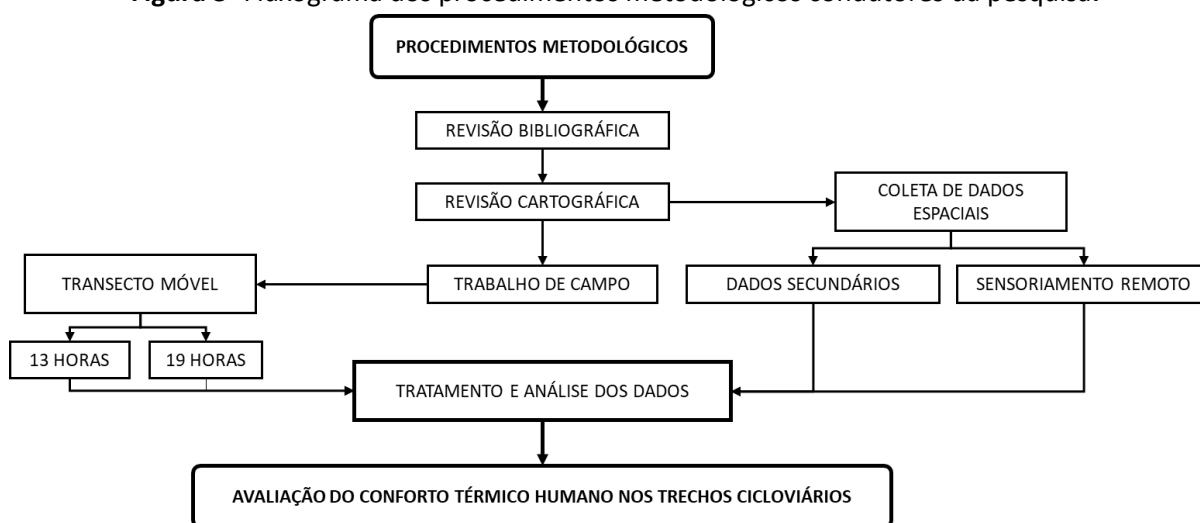 PROCEDIMENTOS METODOLÓGICOS
REVISÃO BIBLIOGRÁFICA
REVISÃO CARTOGRÁFICA
COLETA DE DADOS
ESPACIAIS
TRANSECTO MÓVEL
TRABALHO DE CAMPO
DADOS SECUNDÁRIOS
SENSORIAMENTO REMOTO
13 HORAS
19 HORAS
TRATAMENTO E ANÁLISE DOS DADOS
AVALIAÇÃO DO CONFORTO TÉRMICO HUMANO NOS TRECHOS CICLOVIÁRIOS